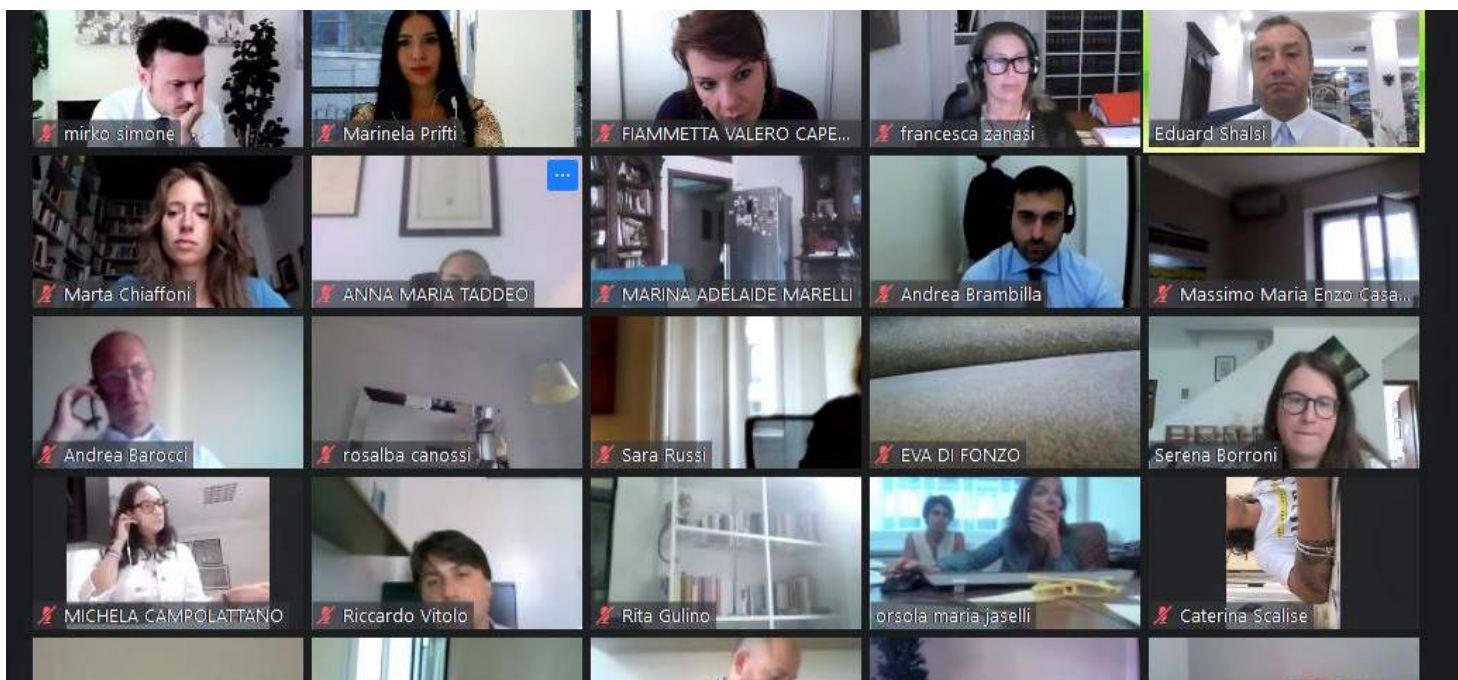 mirko simone
Marinela Prifti
FIAMMETTA VALERO CAPE...
francesca zanasi
Eduard Shalsi
Marta Chiaffoni
ANNA MARIA TADDEO
MARINA ADELAIDE MARELLI
Andrea Brambilla
Massimo Maria Enzo Casa...
Andrea Barocci
rosalba canossi
Sara Russi
EVA DI FONZO
Serena Borroni
MICHELA CAMPOLATTANO
Riccardo Vitolo
Rita Gulino
orsola maria jaselli
Caterina Scalise